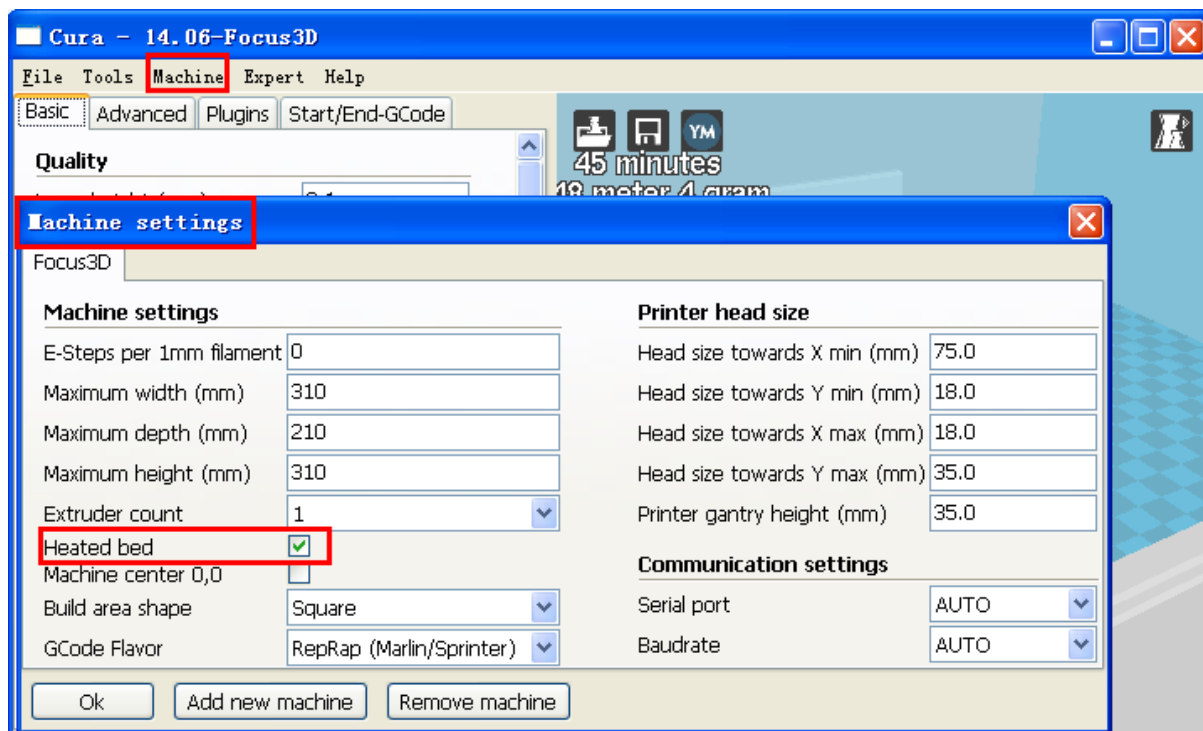 Cura - 14.06-Focus3D
File Tools Machine Expert Help
Basic Advanced Plugins Start/End-GCode
YM
Quality
45 minutes
18 meter 4 gram
Machine settings
Focus3D
Machine settings
E-Steps per 1mm filament 0
Maximum width (mm) 310
Maximum depth (mm) 210
Maximum height (mm) 310
Extruder count 1
Heated bed
Machine center 0,0
Build area shape Square
GCode Flavor RepRap (Marlin/Sprinter)
Printer head size
Head size towards X min (mm) 75.0
Head size towards Y min (mm) 18.0
Head size towards X max (mm) 18.0
Head size towards Y max (mm) 35.0
Printer gantry height (mm) 35.0
Communication settings
Serial port AUTO
Baudrate AUTO
Ok Add new machine Remove machine